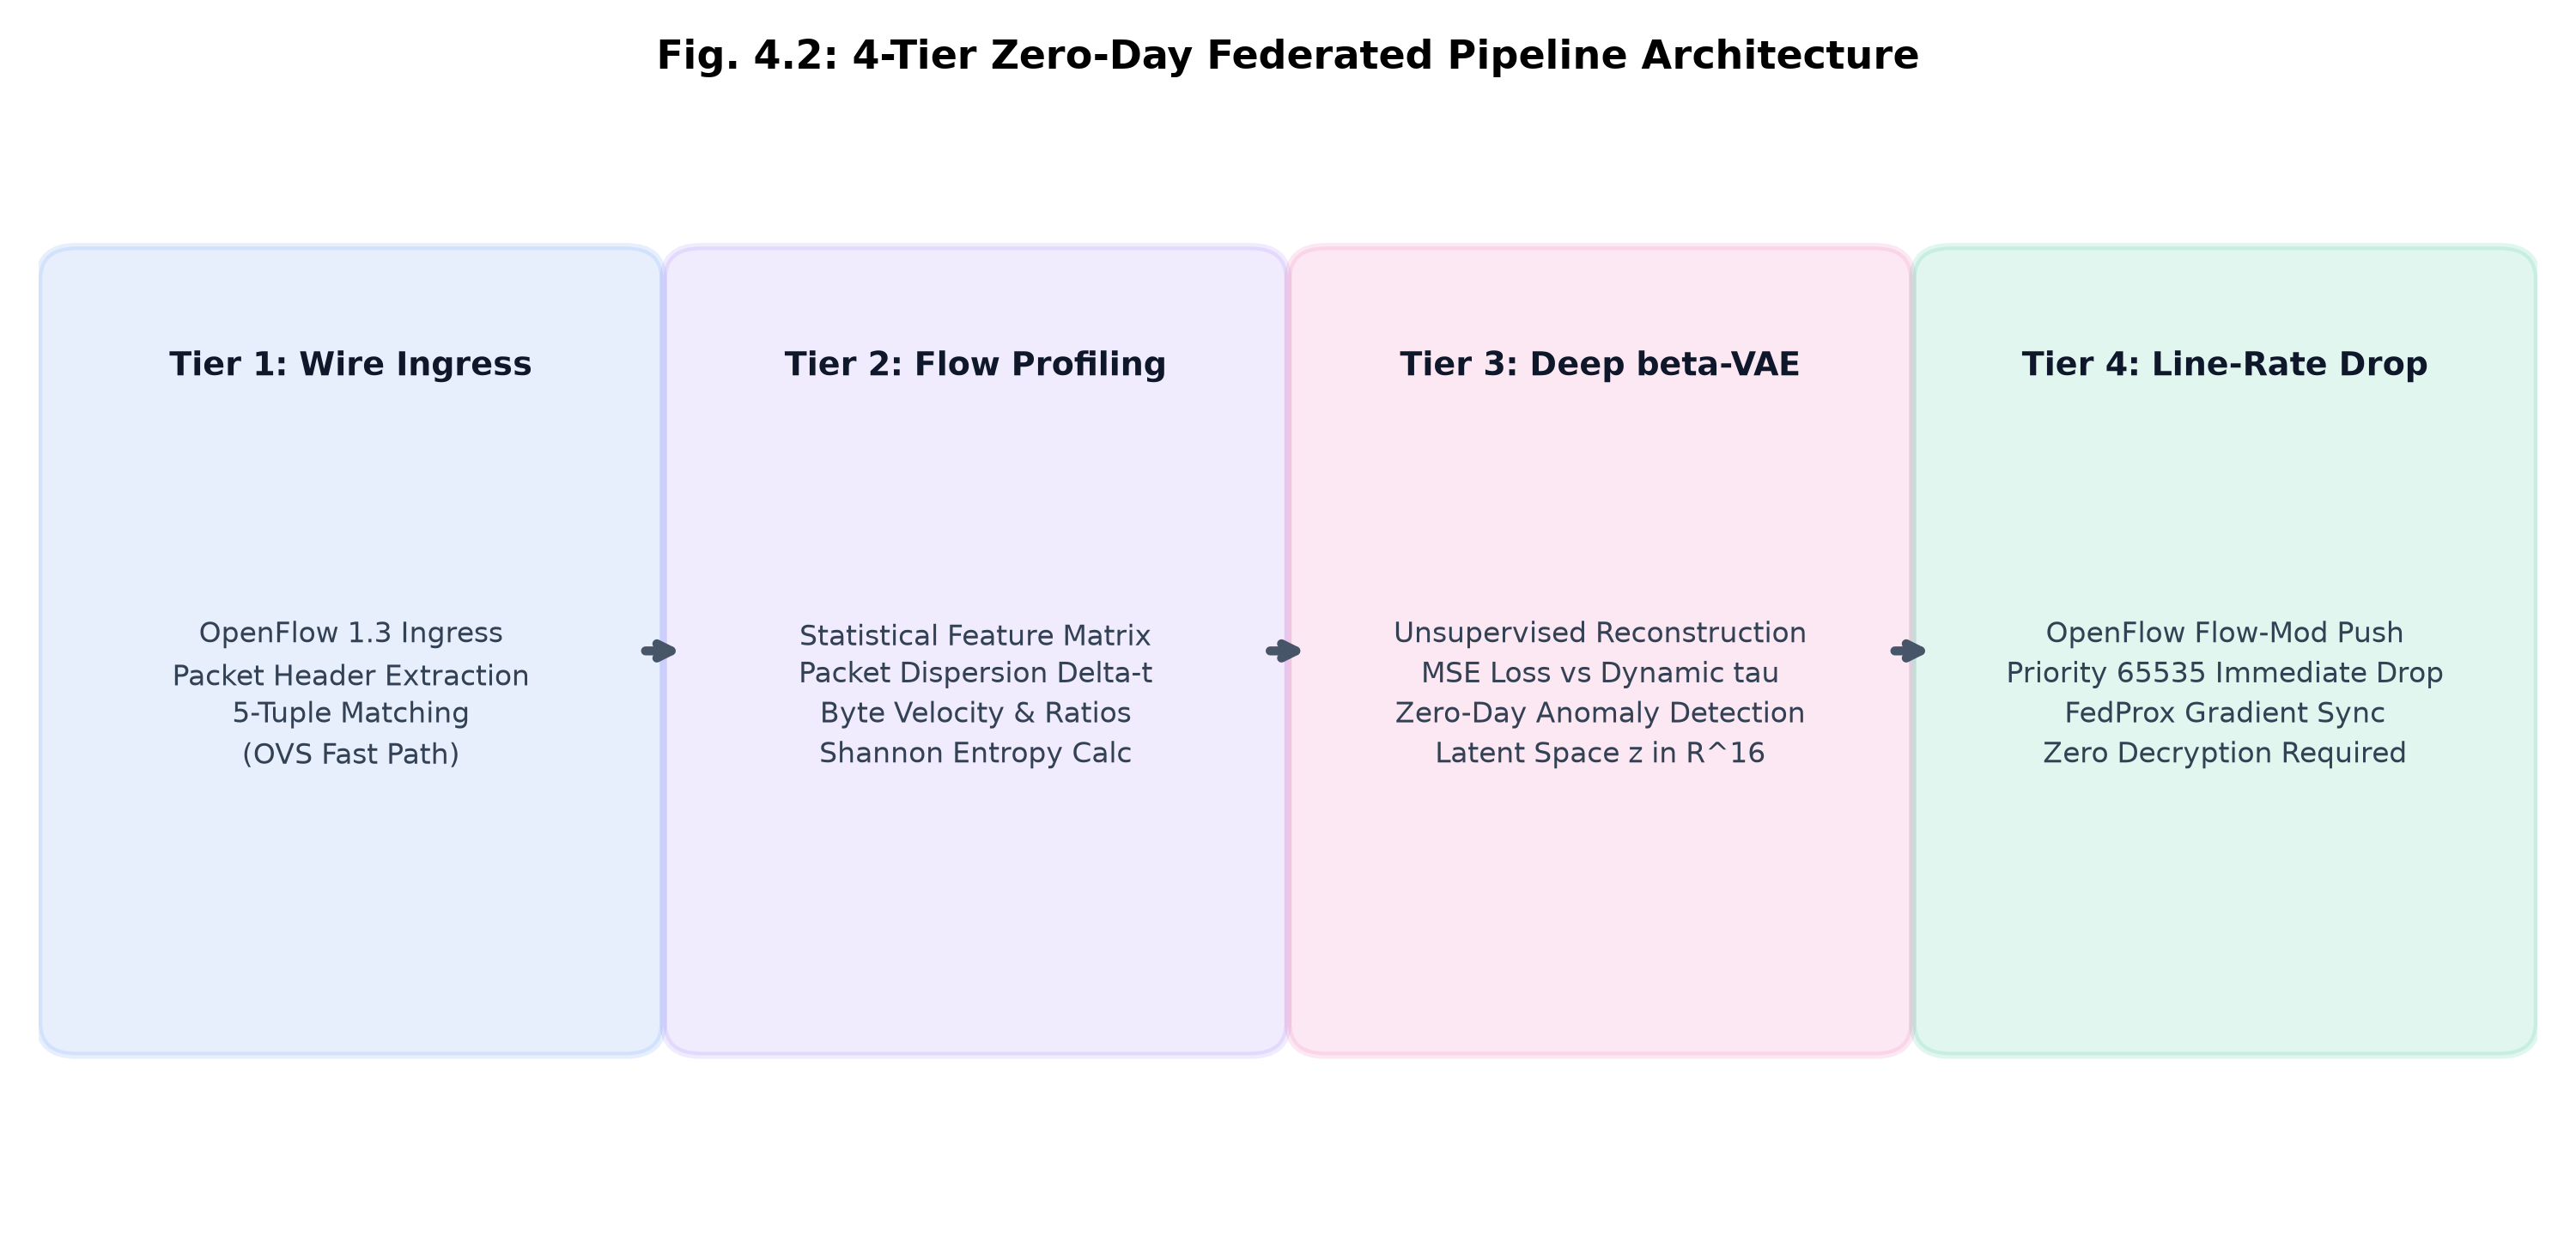 Fig. 4.2: 4-Tier Zero-Day Federated Pipeline Architecture
Tier 1: Wire Ingress
OpenFlow 1.3 Ingress
Packet Header Extraction
5-Tuple Matching
(OVS Fast Path)
Tier 2: Flow Profiling
Statistical Feature Matrix
Packet Dispersion Delta-t
Byte Velocity & Ratios
Shannon Entropy Calc
Tier 3: Deep beta-VAE
Unsupervised Reconstruction
MSE Loss vs Dynamic tau
Zero-Day Anomaly Detection
Latent Space z in R^16
Tier 4: Line-Rate Drop
OpenFlow Flow-Mod Push
Priority 65535 Immediate Drop
FedProx Gradient Sync
Zero Decryption Required